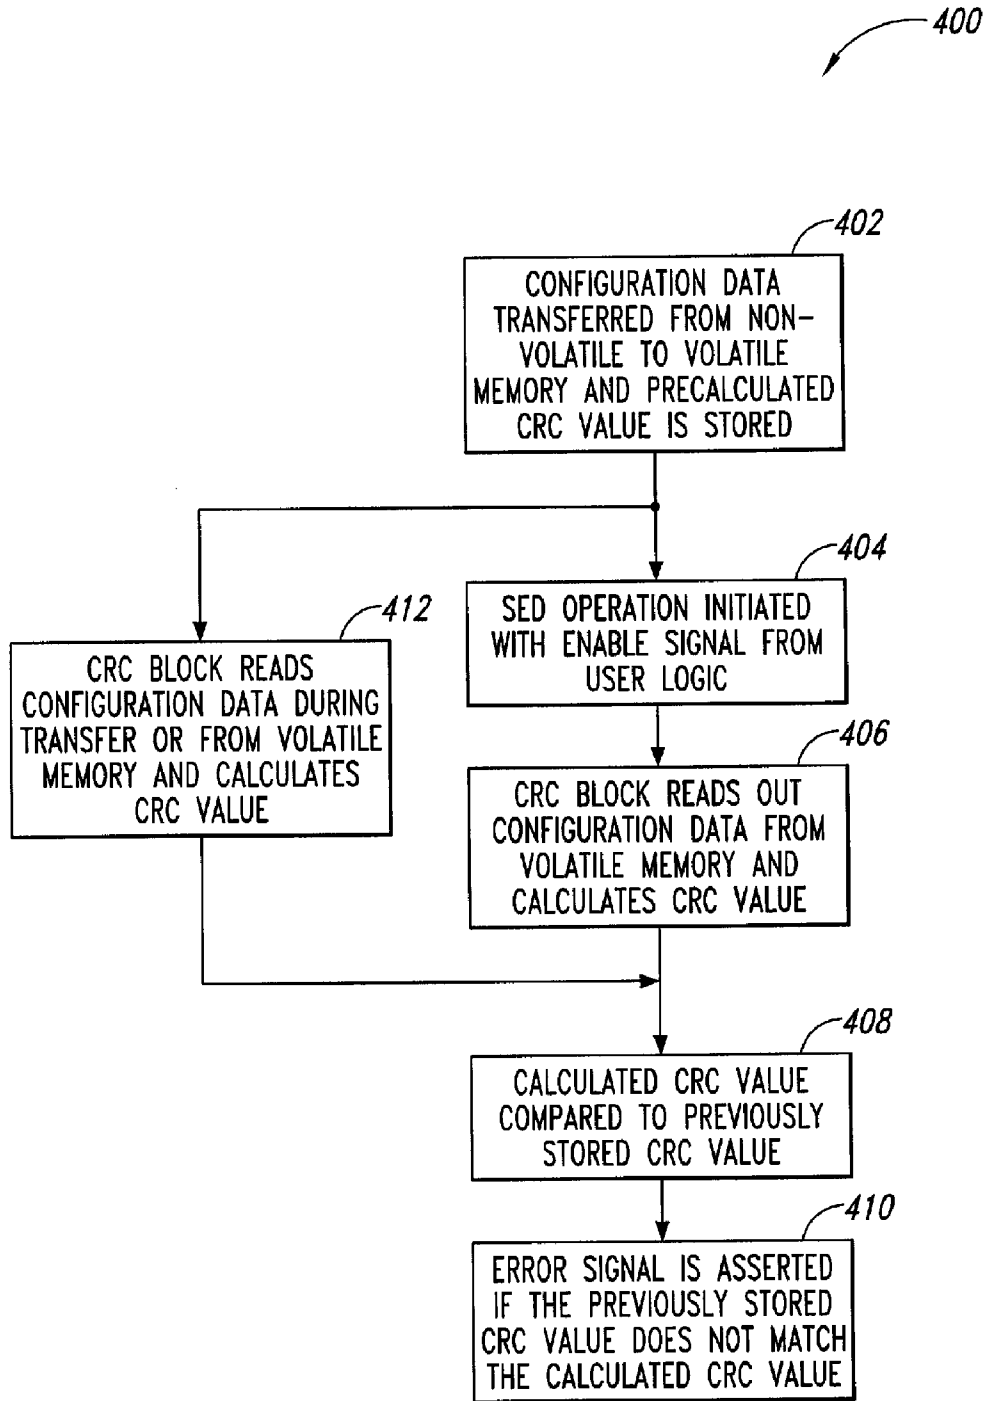 400
402
CONFIGURATION DATA
TRANSFERRED FROM NON-
VOLATILE TO VOLATILE
MEMORY AND PRECALCULATED
CRC VALUE IS STORED
404
SED OPERATION INITIATED
WITH ENABLE SIGNAL FROM
USER LOGIC
412
CRC BLOCK READS
CONFIGURATION DATA DURING
TRANSFER OR FROM VOLATILE
MEMORY AND CALCULATES
CRC VALUE
406
CRC BLOCK READS OUT
CONFIGURATION DATA FROM
VOLATILE MEMORY AND
CALCULATES CRC VALUE
408
CALCULATED CRC VALUE
COMPARED TO PREVIOUSLY
STORED CRC VALUE
410
ERROR SIGNAL IS ASSERTED
IF THE PREVIOUSLY STORED
CRC VALUE DOES NOT MATCH
THE CALCULATED CRC VALUE